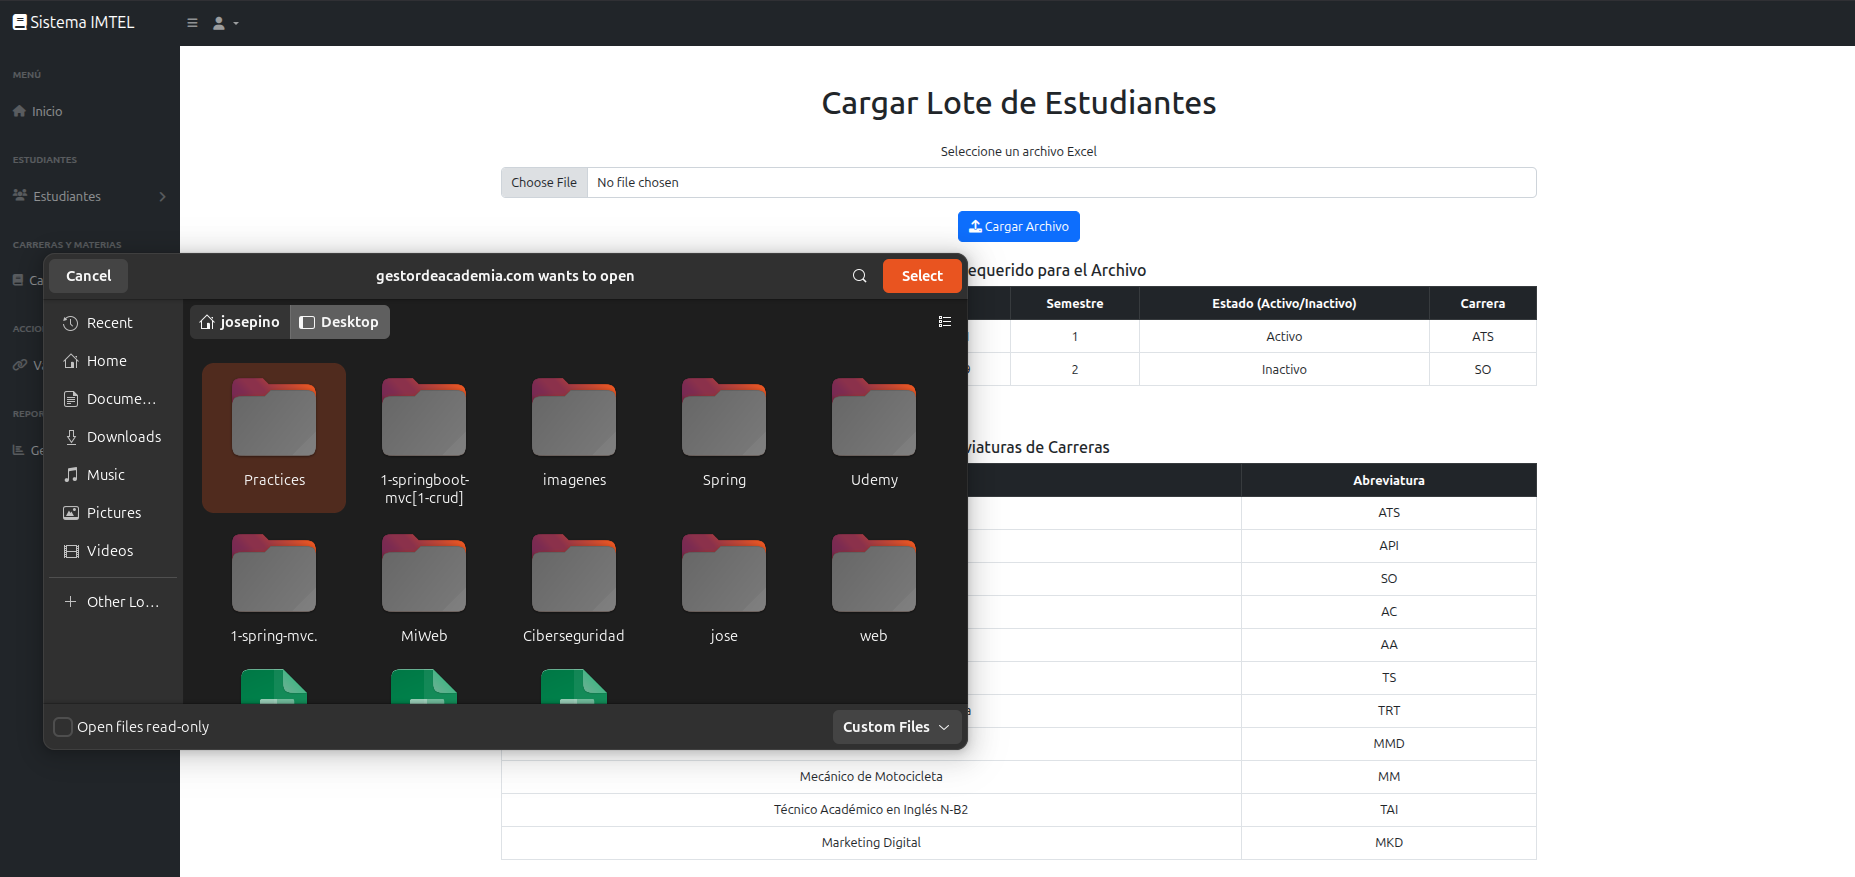 Sistema IMTEL
MENÚ
Inicio
ESTUDIANTES
Estudiantes
CARRERAS Y MATERIAS
Cargar Lote de Estudiantes
Seleccione un archivo Excel
Choose File No file chosen
Cargar Archivo
equerido para el Archivo
Semestre Estado (Activo/Inactivo) Carrera
1 Activo ATS
2 Inactivo SO
viaturas de Carreras
Abreviatura
ATS
API
SO
AC
AA
TS
TRT
MMD
Mecánico de Motocicleta MM
Técnico Académico en Inglés N-B2 TAI
Marketing Digital MKD
Ca
ACCIO
REPOR
Ge
Cancel gestordeacademia.com wants to open Select
Recent
Home
Docume...
Downloads
Music
Pictures
Videos
Other Lo...
josepino Desktop
Practices
1-springboot-
mvc[1-crud]
imagenes
Spring
Udemy
1-spring-mvc.
MiWeb
Ciberseguridad
jose
web
Open files read-only Custom Files